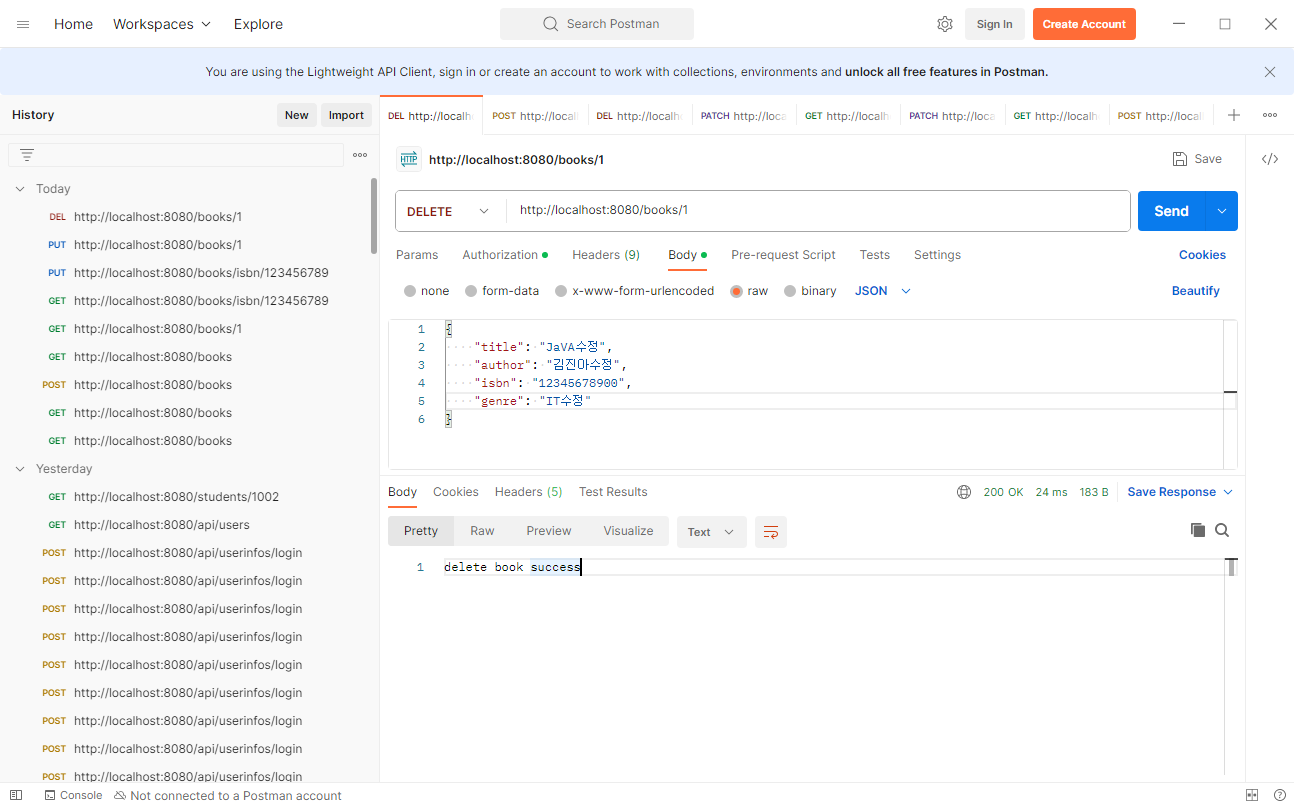 Home Workspaces Explore Search Postman Sign In Create Account
You are using the Lightweight API Client, sign in or create an account to work with collections, environments and unlock all free features in Postman.
History New Import
DEL http://localh POST http://local DEL http://localh PATCH http://loca GET http://localh PATCH http://loca GET http://localh POST http://local
HTTP http://localhost:8080/books/1 Save
DELETE http://localhost:8080/books/1 Send
Params Authorization Headers (9) Body Pre-request Script Tests Settings Cookies
none form-data x-www-form-urlencoded raw binary JSON Beautify
1 {
2 "title": "JaVA수정",
3 "author": "김진아수정",
4 "isbn": "12345678900",
5 "genre": "IT수정"
6 }
Body Cookies Headers (5) Test Results 200 OK 24 ms 183 B Save Response
Pretty Raw Preview Visualize Text
1 delete book success
Today
DEL http://localhost:8080/books/1
PUT http://localhost:8080/books/1
PUT http://localhost:8080/books/isbn/123456789
GET http://localhost:8080/books/isbn/123456789
GET http://localhost:8080/books/1
GET http://localhost:8080/books
POST http://localhost:8080/books
GET http://localhost:8080/books
GET http://localhost:8080/books
Yesterday
GET http://localhost:8080/students/1002
GET http://localhost:8080/api/users
POST http://localhost:8080/api/userinfos/login
POST http://localhost:8080/api/userinfos/login
POST http://localhost:8080/api/userinfos/login
POST http://localhost:8080/api/userinfos/login
POST http://localhost:8080/api/userinfos/login
POST http://localhost:8080/api/userinfos/login
POST http://localhost:8080/api/userinfos/login
POST http://localhost:8080/api/userinfos/login
POST http://localhost:8080/api/userinfos/login
Console Not connected to a Postman account